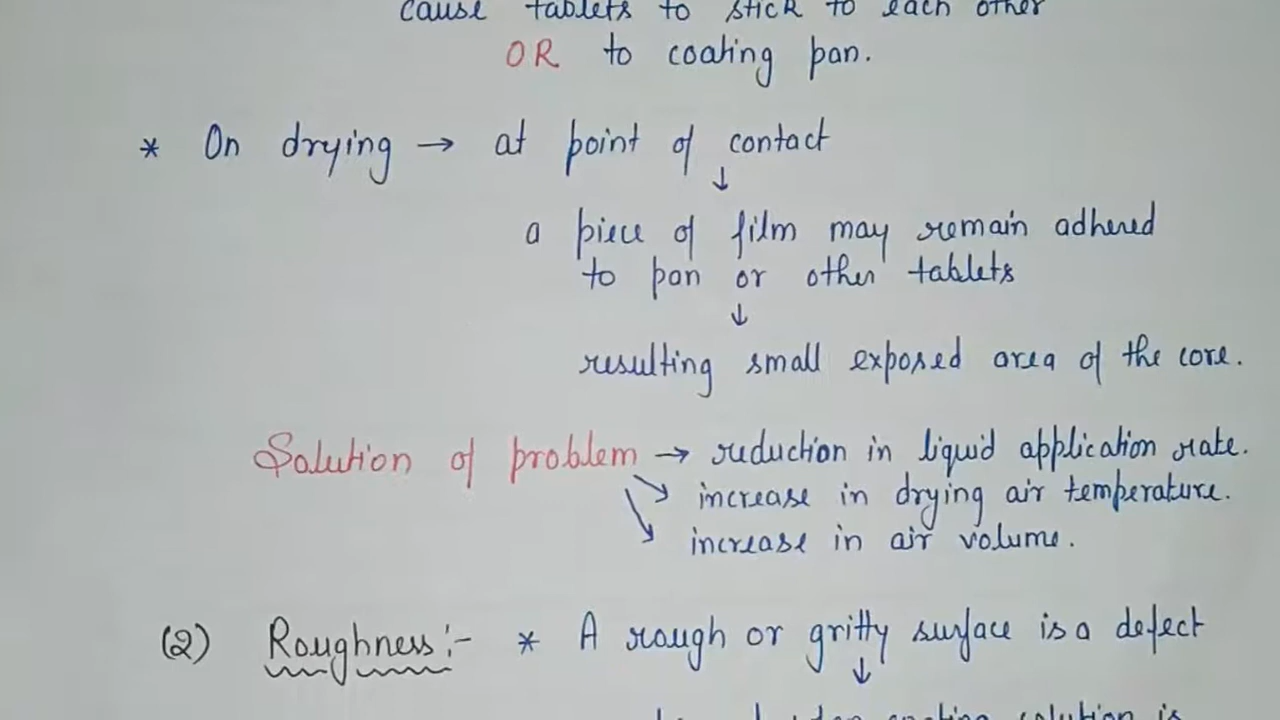 cause tablets to stick to each other
OR to coating pan.
* On drying → at point of contact
↓
a piece of film may remain adhered
to pan or other tablets
↓
resulting small exposed area of the core.
Solution of problem → reduction in liquid application rate.
↘ increase in drying air temperature.
↘ increase in air volume.
(2) Roughness :- * A rough or gritty surface is a defect
↓
coating solution is